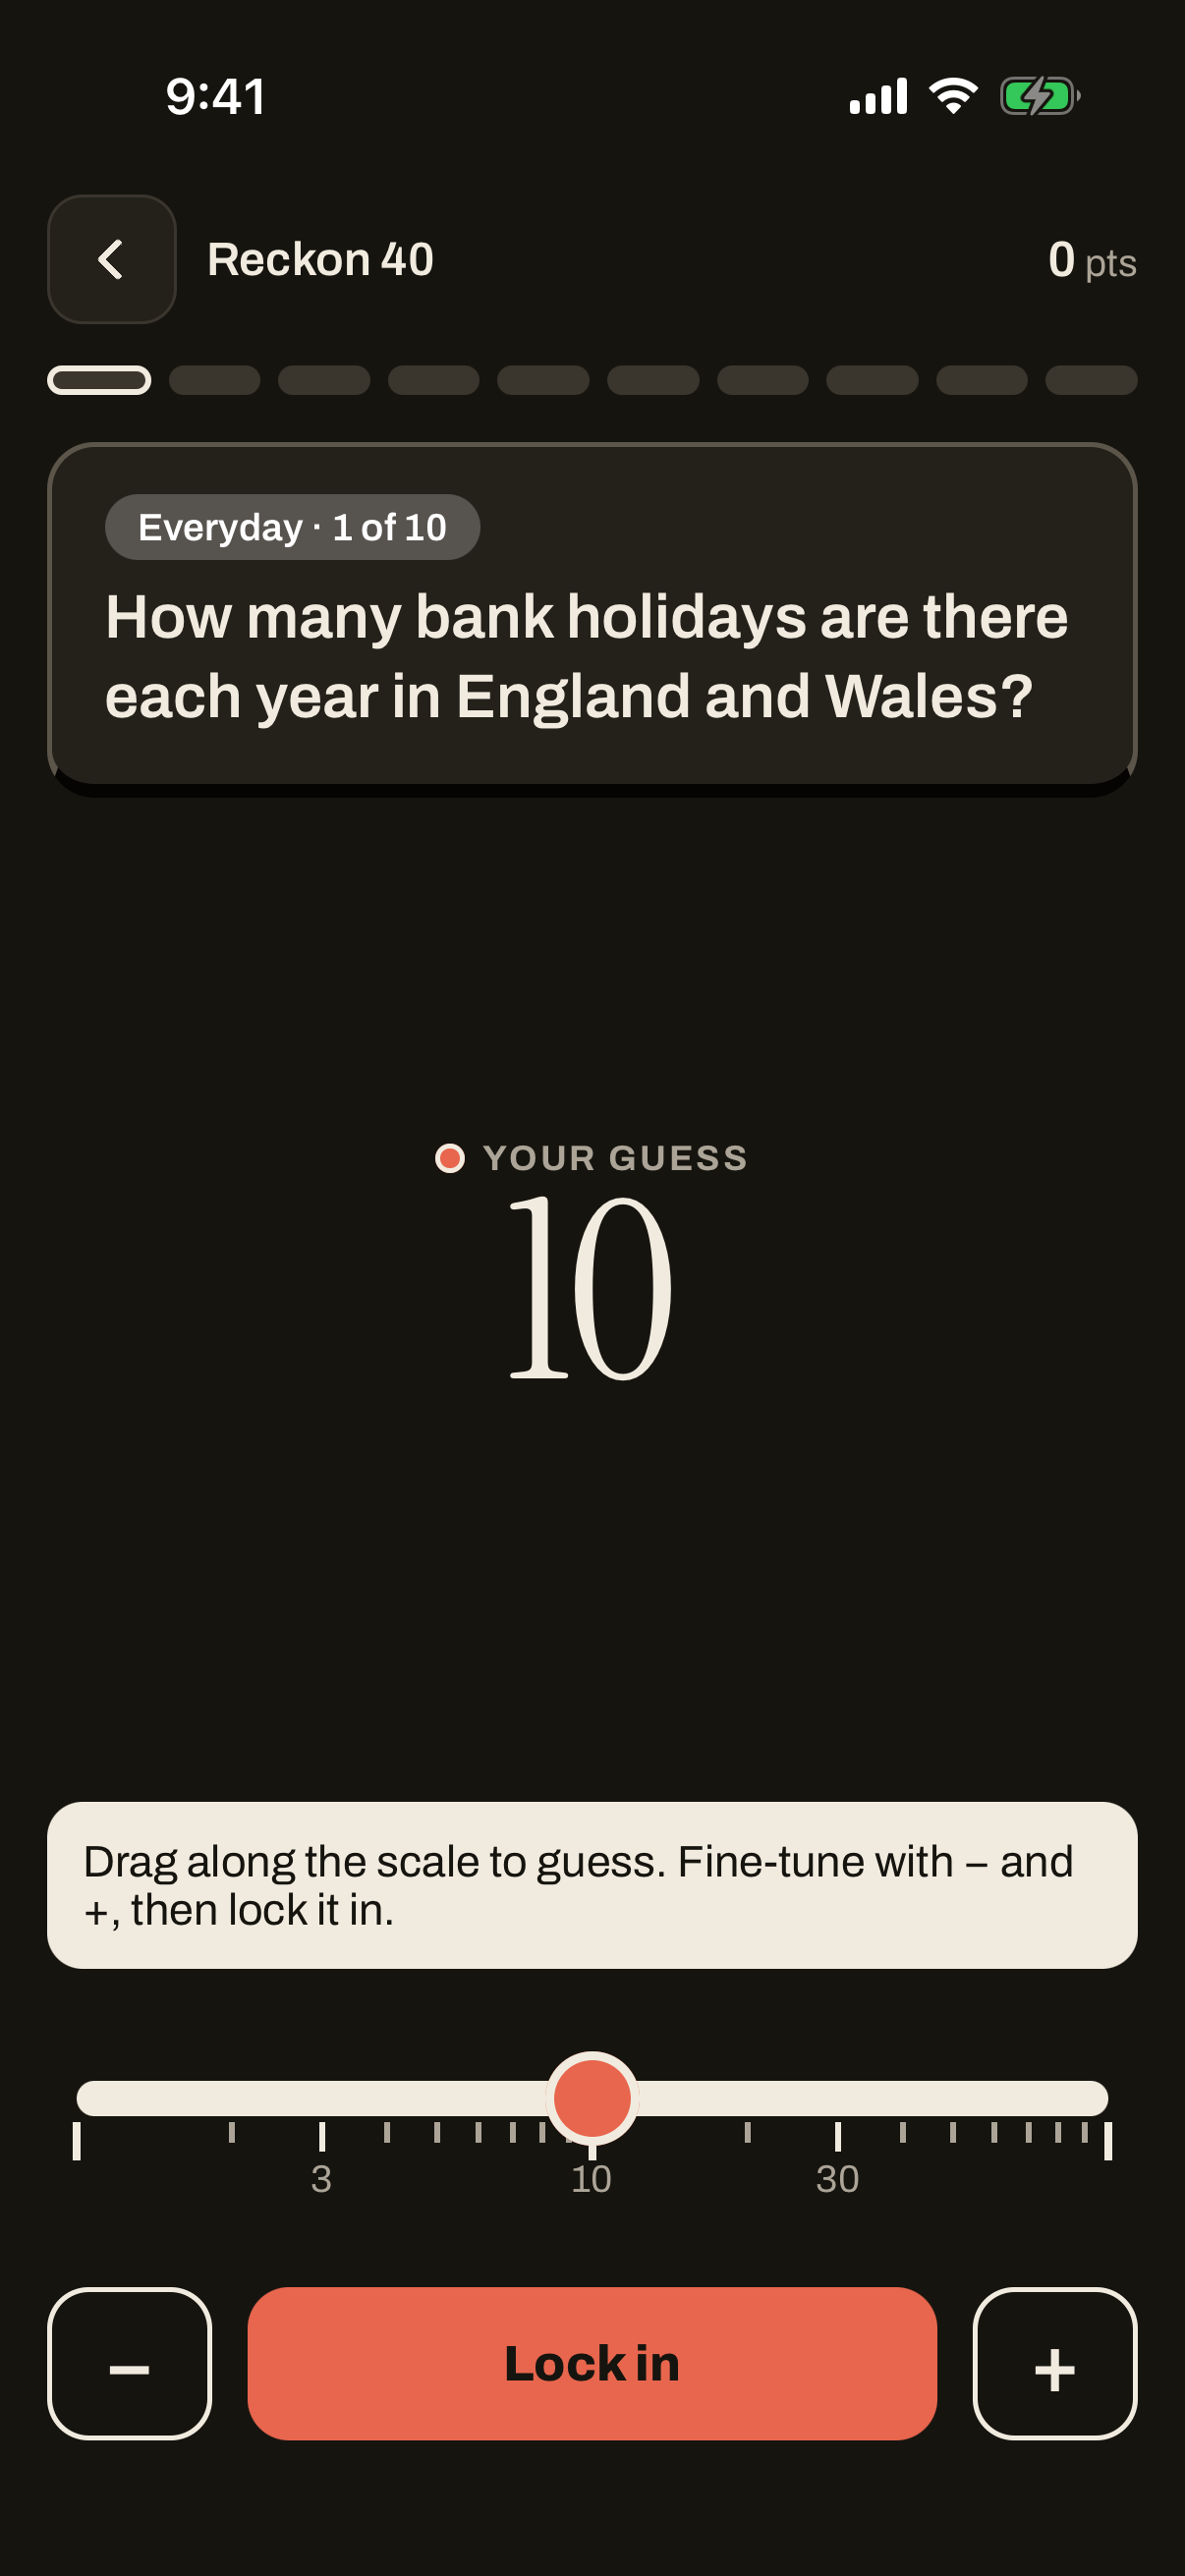 9:41
Reckon 40
0 pts
Everyday · 1 of 10
How many bank holidays are there
each year in England and Wales?
YOUR GUESS
10
Drag along the scale to guess. Fine-tune with – and
+, then lock it in.
3
10
30
–
Lock in
+